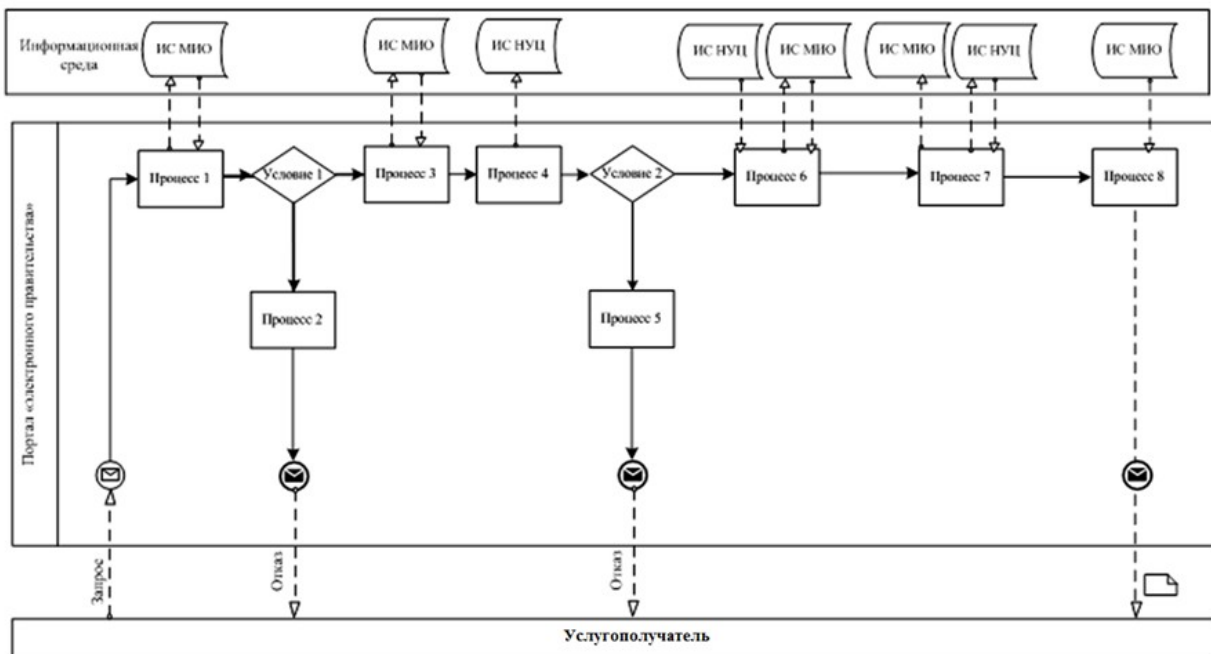 Информационная
среда
ИС МИО
ИС МИО
ИС НУЦ
ИС НУЦ
ИС МИО
ИС МИО
ИС НУЦ
ИС МИО
Портал «электронного правительства»
Процесс 1
Условие 1
Процесс 3
Процесс 4
Условие 2
Процесс 6
Процесс 7
Процесс 8
Процесс 2
Процесс 5
Запрос
Отказ
Отказ
Услугополучатель